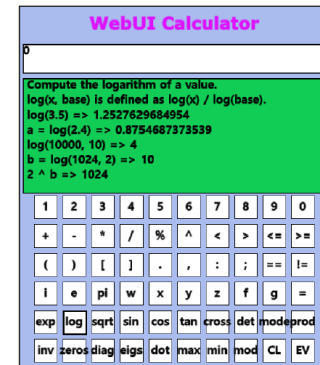 WebUI Calculator
0
Compute the logarithm of a value.
log(x, base) is defined as log(x) / log(base).
log(3.5) => 1.2527629684954
a = log(2.4) => 0.8754687373539
log(10000, 10) => 4
b = log(1024, 2) => 10
2 ^ b => 1024
1 2 3 4 5 6 7 8 9 0
+ - * / % ^ < > <= >=
( ) [ ] . , : ; == !=
i e pi w x y z f g =
exp log sqrt sin cos tan cross det mode prod
inv zeros diag eigs dot max min mod CL EV